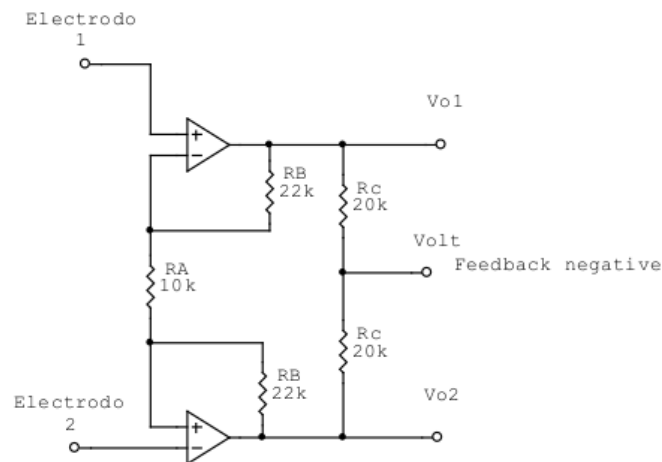 Electrodo
1
Vo1
+
−
RB
22k
Rc
20k
Volt
Feedback negative
RA
10k
Rc
20k
RB
22k
Electrodo
2
Vo2
+
−